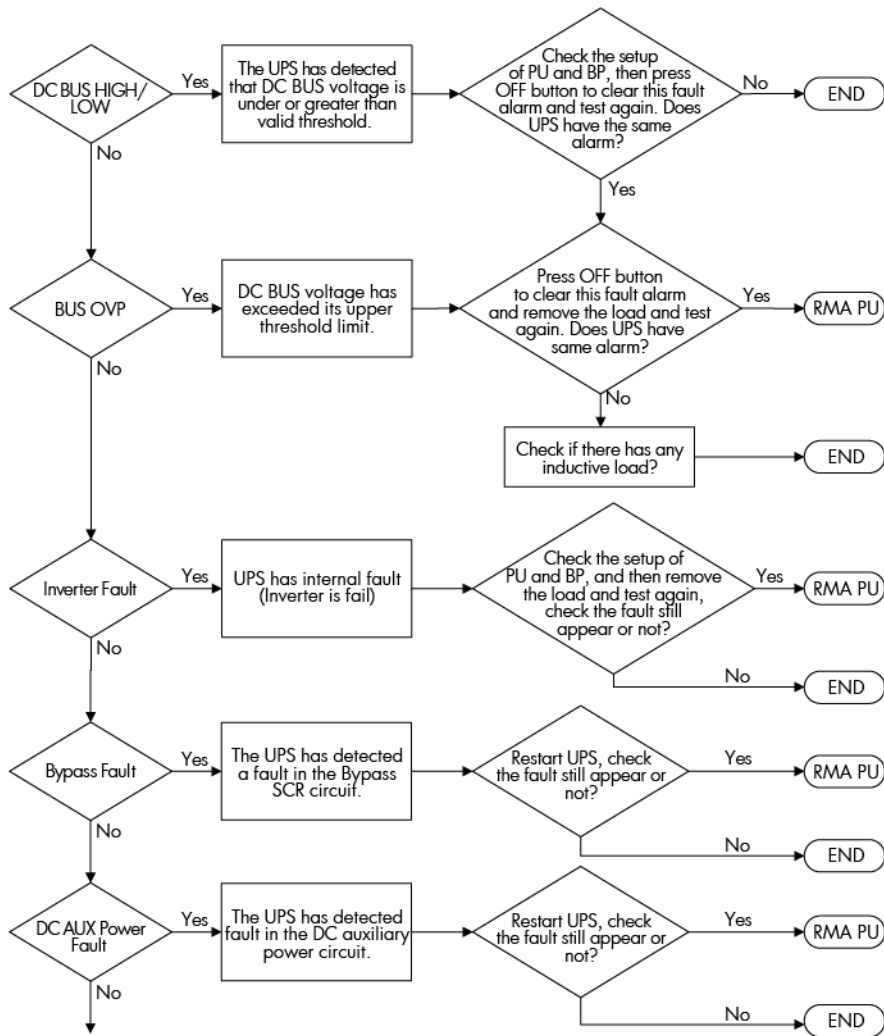 DC BUS HIGH/
LOW
Yes
The UPS has detected
that DC BUS voltage is
under or greater than
valid threshold.
Check the setup
of PU and BP, then press
OFF button to clear this fault
alarm and test again. Does
UPS have the same
alarm?
No
END
No
Yes
BUS OVP
Yes
DC BUS voltage has
exceeded its upper
threshold limit.
Press OFF button
to clear this fault alarm
and remove the load and test
again. Does UPS have
same alarm?
Yes
RMA PU
No
No
Check if there has any
inductive load?
END
Inverter Fault
Yes
UPS has internal fault
(Inverter is fail)
Check the setup of
PU and BP, and then remove
the load and test again,
check the fault still
appear or not?
Yes
RMA PU
No
No
END
Bypass Fault
Yes
The UPS has detected
a fault in the Bypass
SCR circuif.
Restart UPS, check
the fault still appear or
not?
Yes
RMA PU
No
No
END
DC AUX Power
Fault
Yes
The UPS has detected
fault in the DC auxiliary
power circuit.
Restart UPS, check
the fault still appear or
not?
Yes
RMA PU
No
No
END